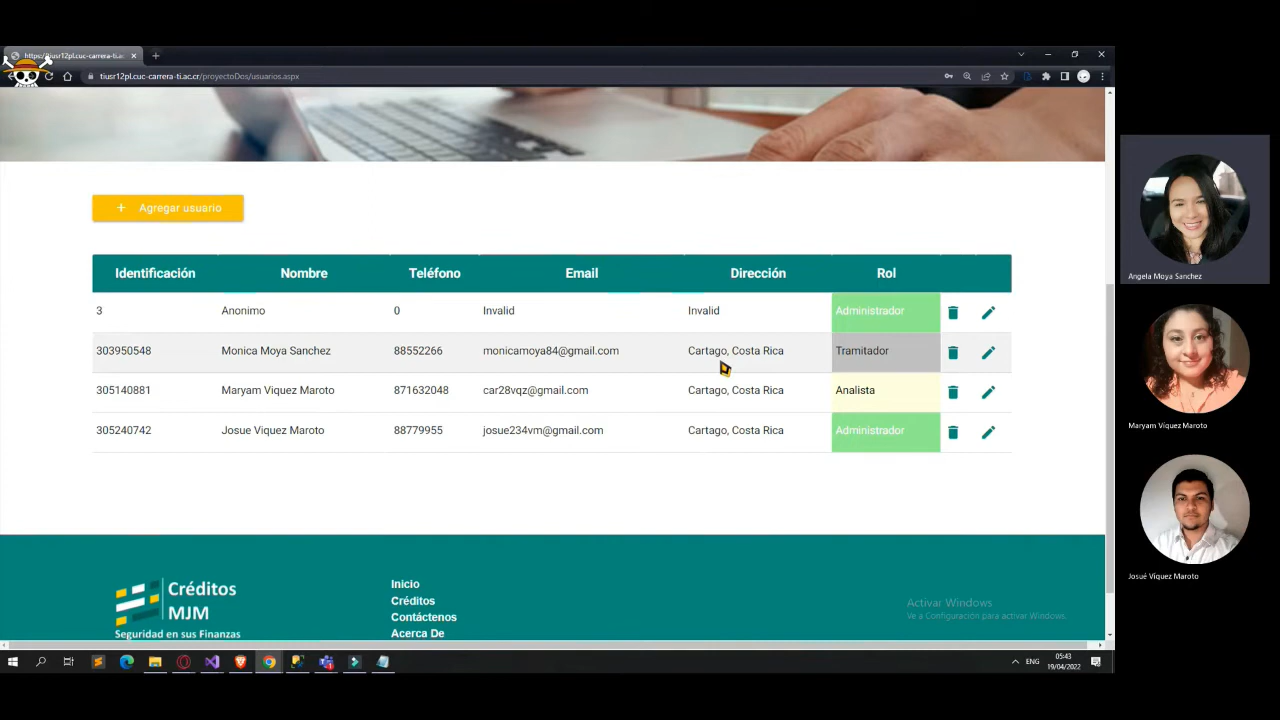 https://tiusr12pl.cuc-carrera-ti.ac
tiusr12pl.cuc-carrera-ti.ac.cr/proyectoDos/usuarios.aspx
+ Agregar usuario
Identificación Nombre Teléfono Email Dirección Rol
3 Anonimo 0 Invalid Invalid Administrador
303950548 Monica Moya Sanchez 88552266 monicamoya84@gmail.com Cartago, Costa Rica Tramitador
305140881 Maryam Viquez Maroto 871632048 car28vqz@gmail.com Cartago, Costa Rica Analista
305240742 Josue Viquez Maroto 88779955 josue234vm@gmail.com Cartago, Costa Rica Administrador
Créditos
MJM
Seguridad en sus Finanzas
Inicio
Créditos
Contáctenos
Acerca De
Activar Windows
Ve a Configuración para activar Windows.
ENG
05:43
19/04/2022
Angela Moya Sanchez
Maryam Víquez Maroto
Josué Víquez Maroto